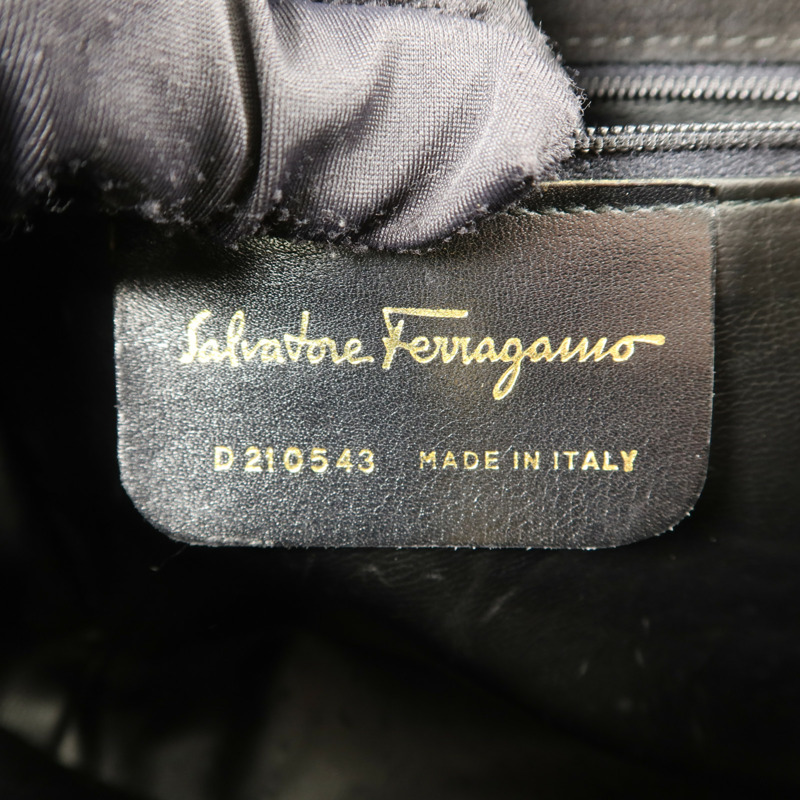 Salvatore Ferragamo
D210543 MADE IN ITALY